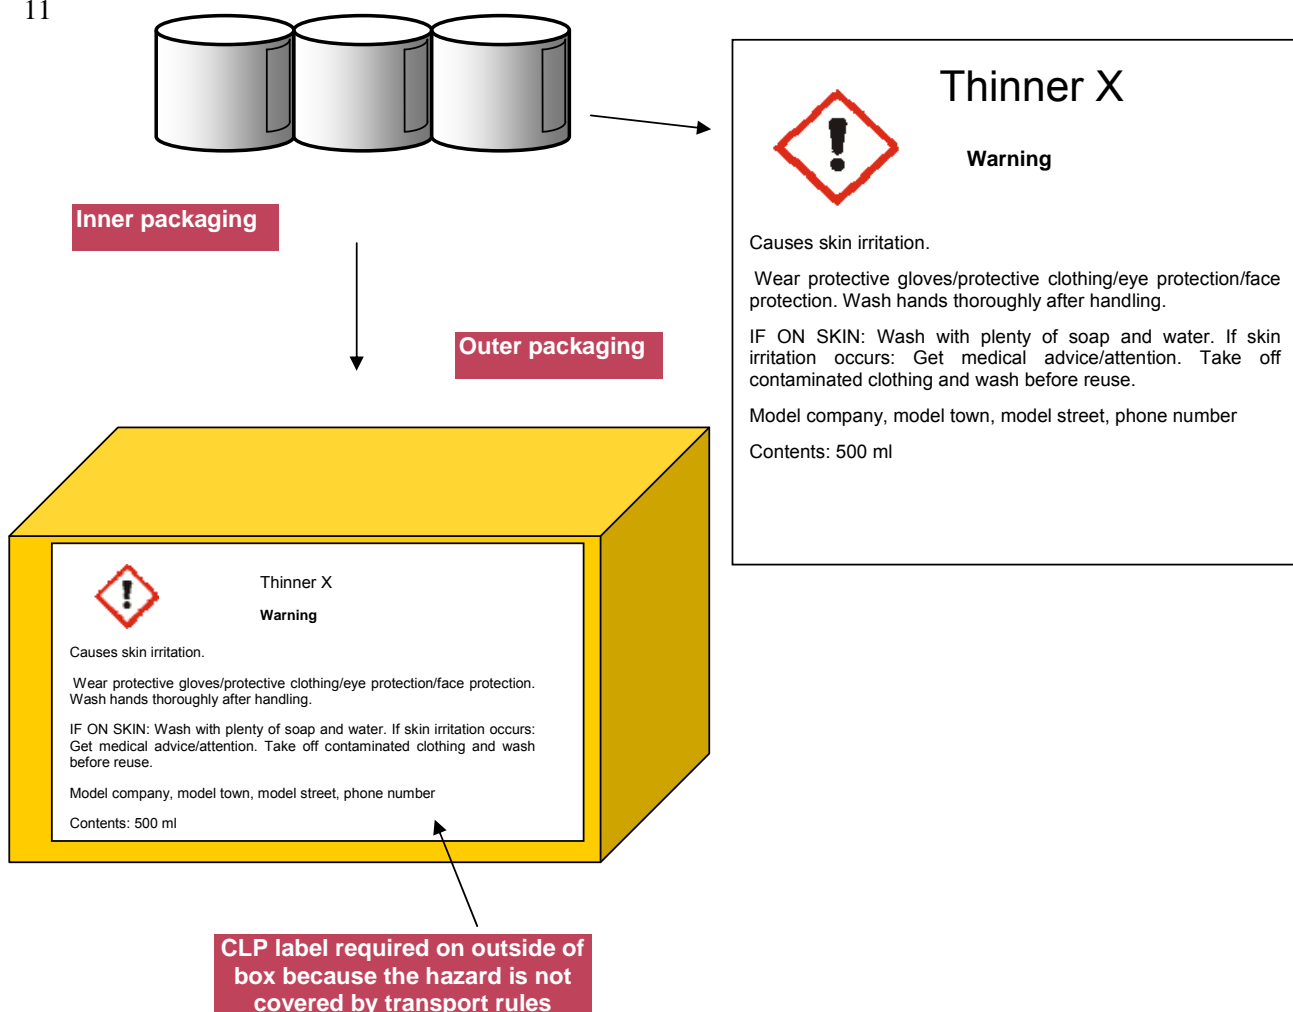 11
Thinner X
Warning
Causes skin irritation.
Wear protective gloves/protective clothing/eye protection/face
protection. Wash hands thoroughly after handling.
IF ON SKIN: Wash with plenty of soap and water. If skin
irritation occurs: Get medical advice/attention. Take off
contaminated clothing and wash before reuse.
Model company, model town, model street, phone number
Contents: 500 ml
Inner packaging
Outer packaging
Thinner X
Warning
Causes skin irritation.
Wear protective gloves/protective clothing/eye protection/face protection.
Wash hands thoroughly after handling.
IF ON SKIN: Wash with plenty of soap and water. If skin irritation occurs:
Get medical advice/attention. Take off contaminated clothing and wash
before reuse.
Model company, model town, model street, phone number
Contents: 500 ml
CLP label required on outside of
box because the hazard is not
covered by transport rules